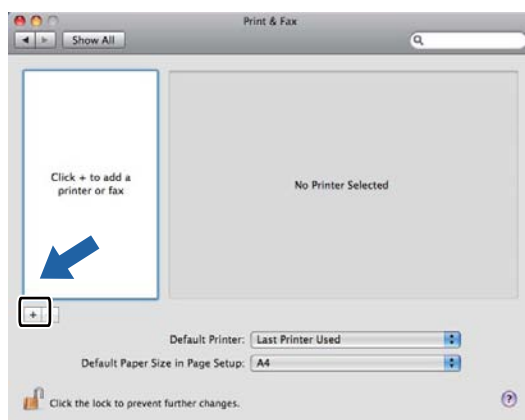 Print & Fax
Show All
Click + to add a
printer or fax
No Printer Selected
+
Default Printer: Last Printer Used
Default Paper Size in Page Setup: A4
Click the lock to prevent further changes.
?